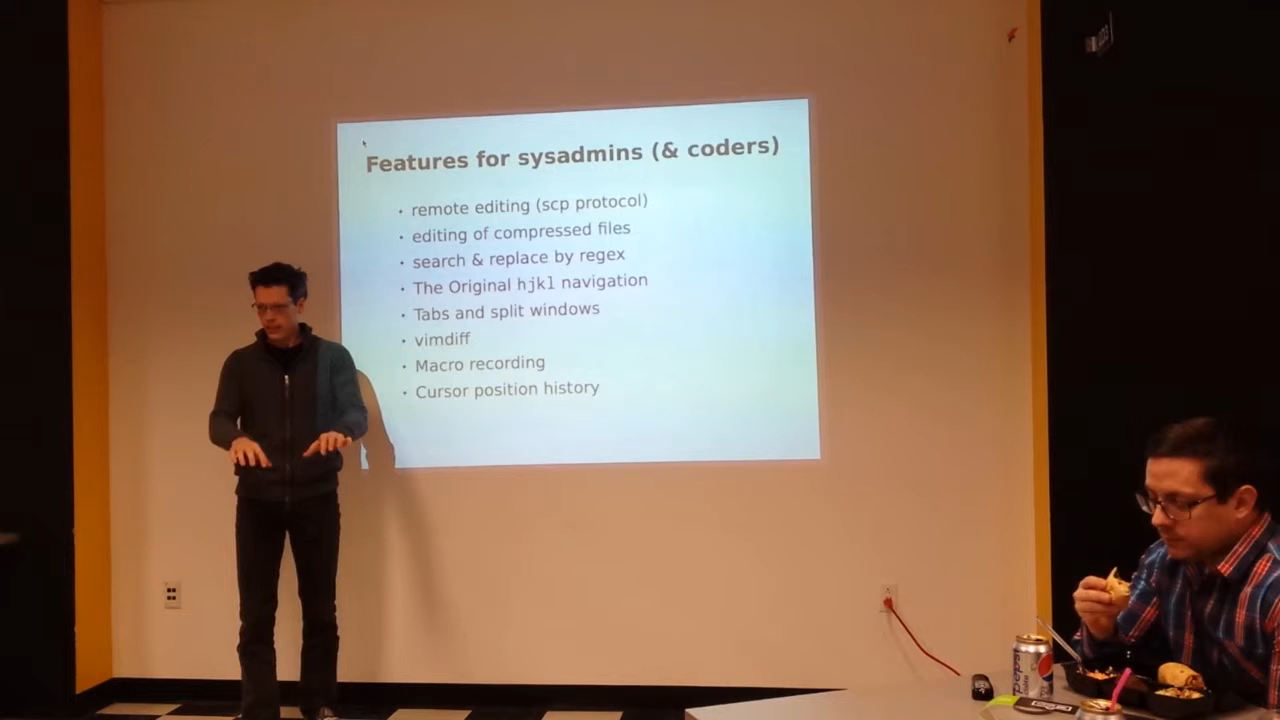 Features for sysadmins (& coders)
• remote editing (scp protocol)
• editing of compressed files
• search & replace by regex
• The Original hjkl navigation
• Tabs and split windows
• vimdiff
• Macro recording
• Cursor position history
pepsi